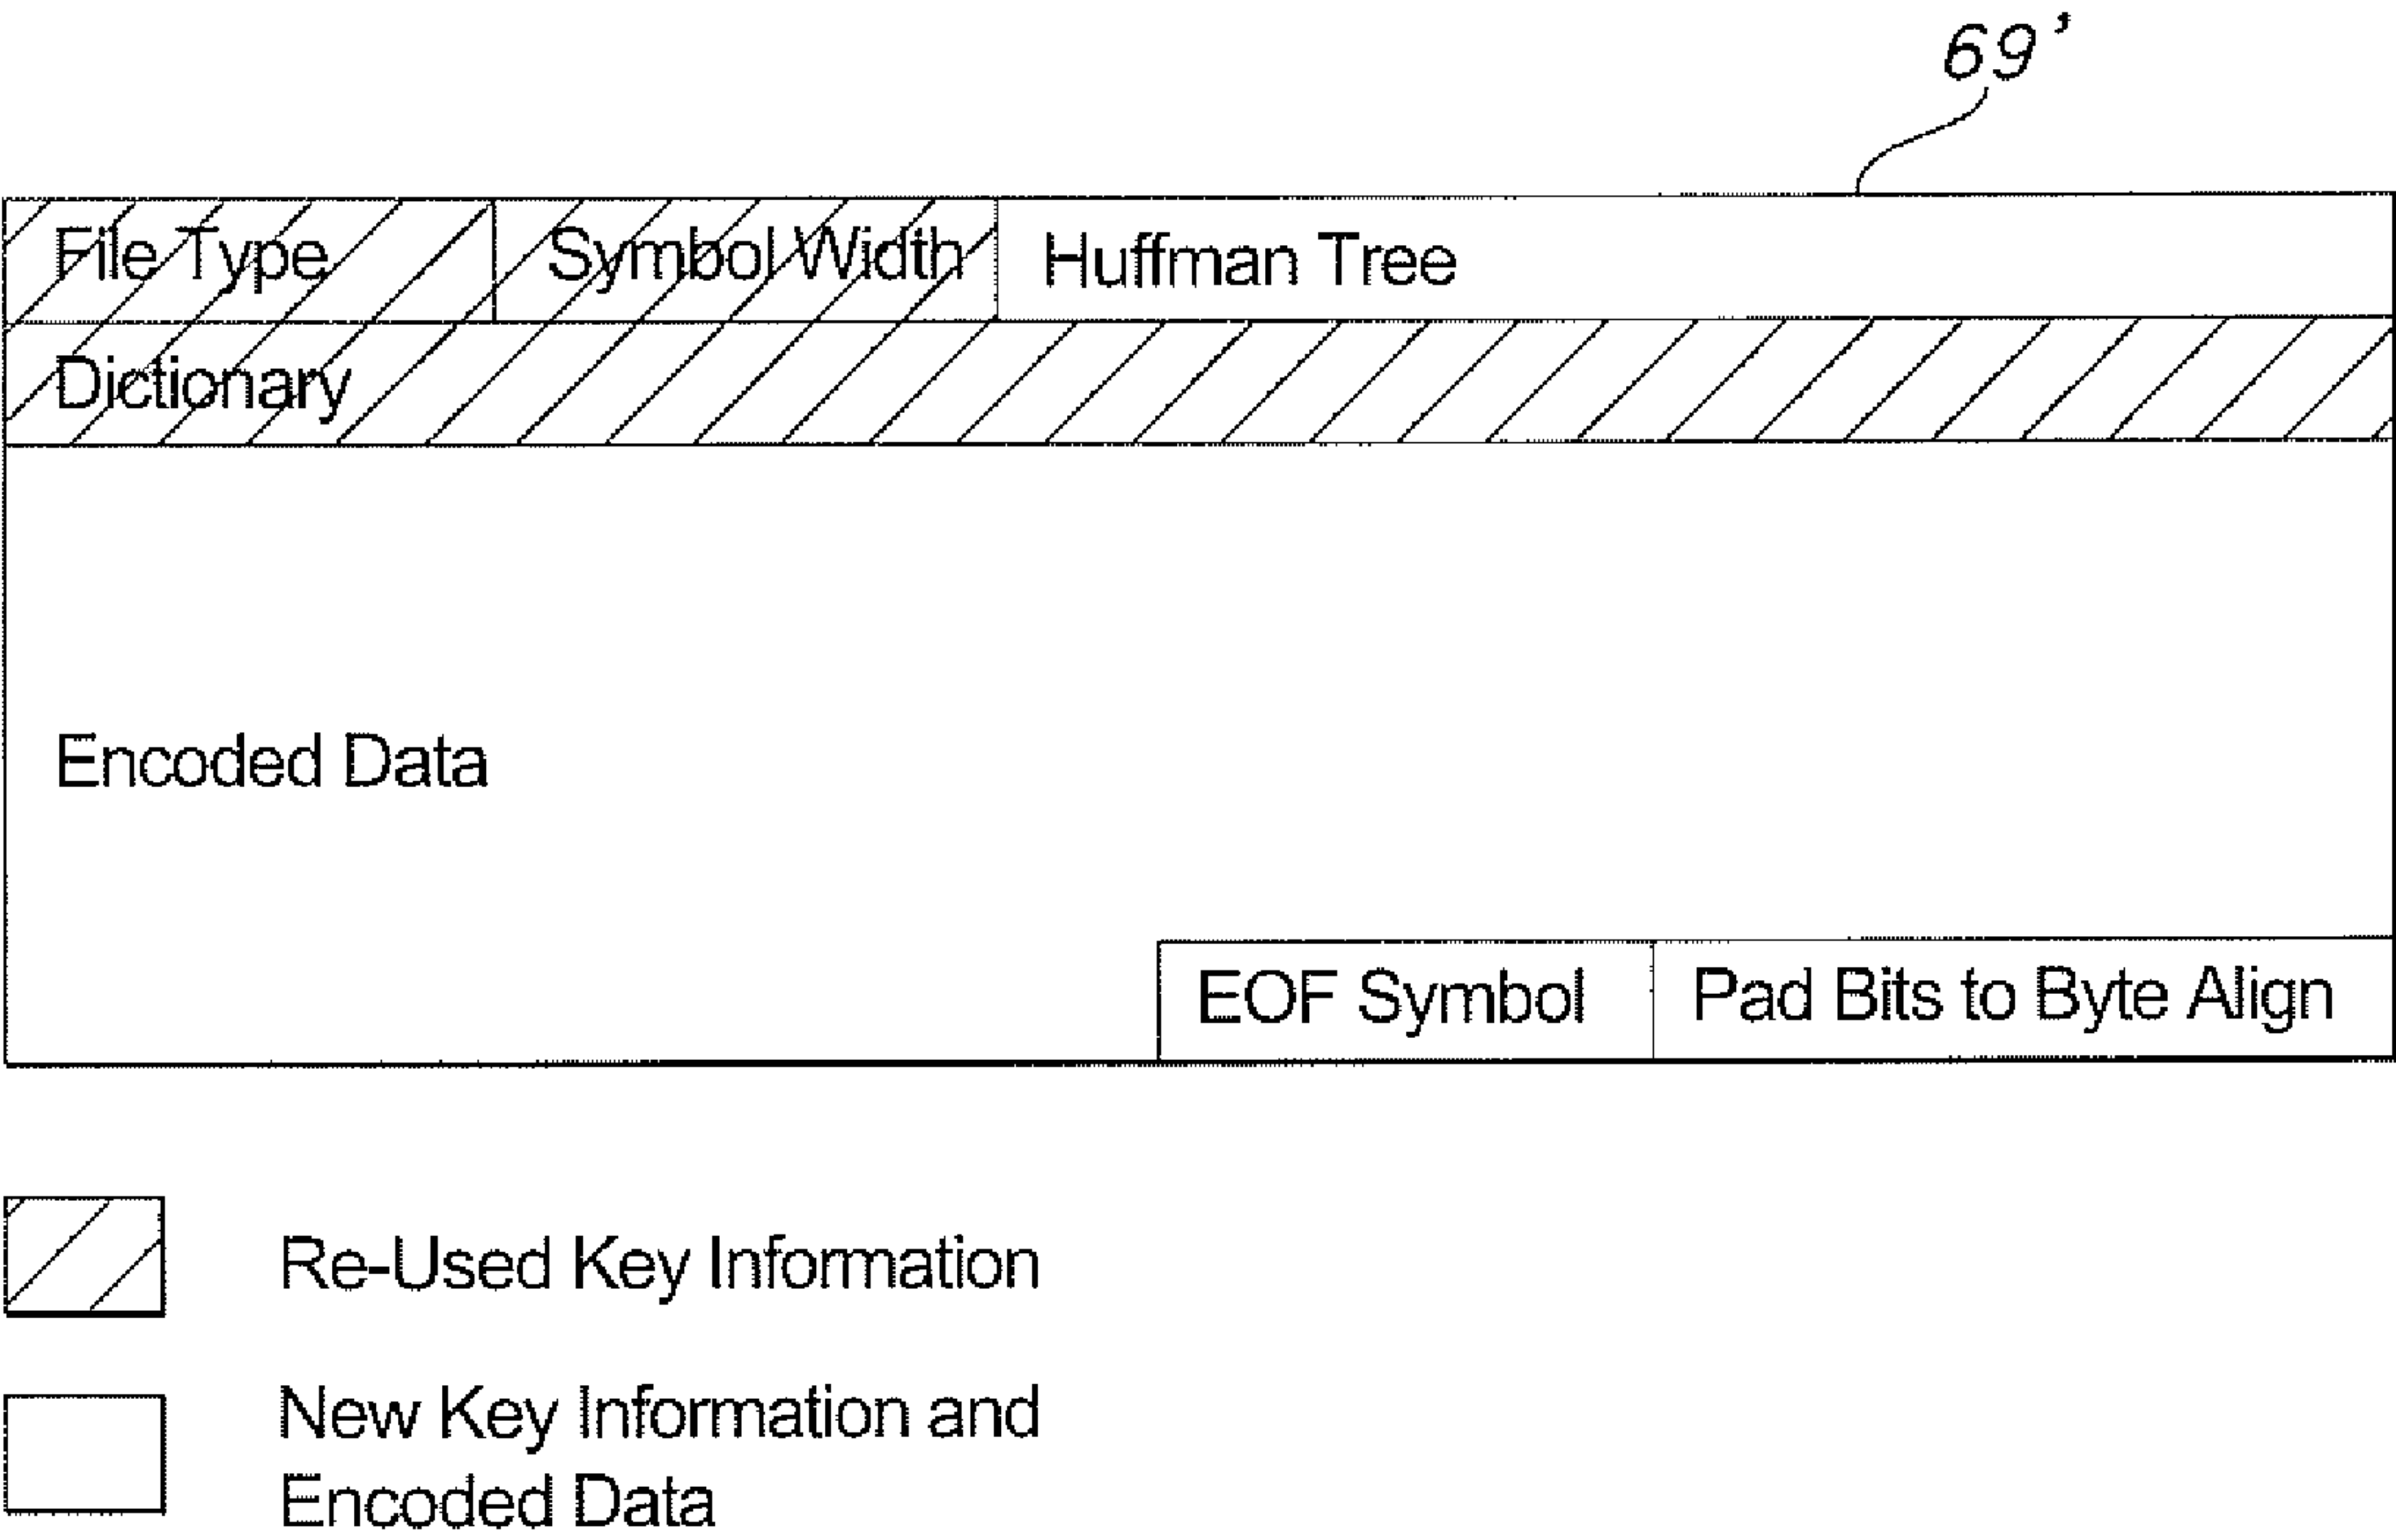 69'
File Type Symbol Width Huffman Tree
Dictionary
Encoded Data
EOF Symbol Pad Bits to Byte Align
Re-Used Key Information
New Key Information and
Encoded Data